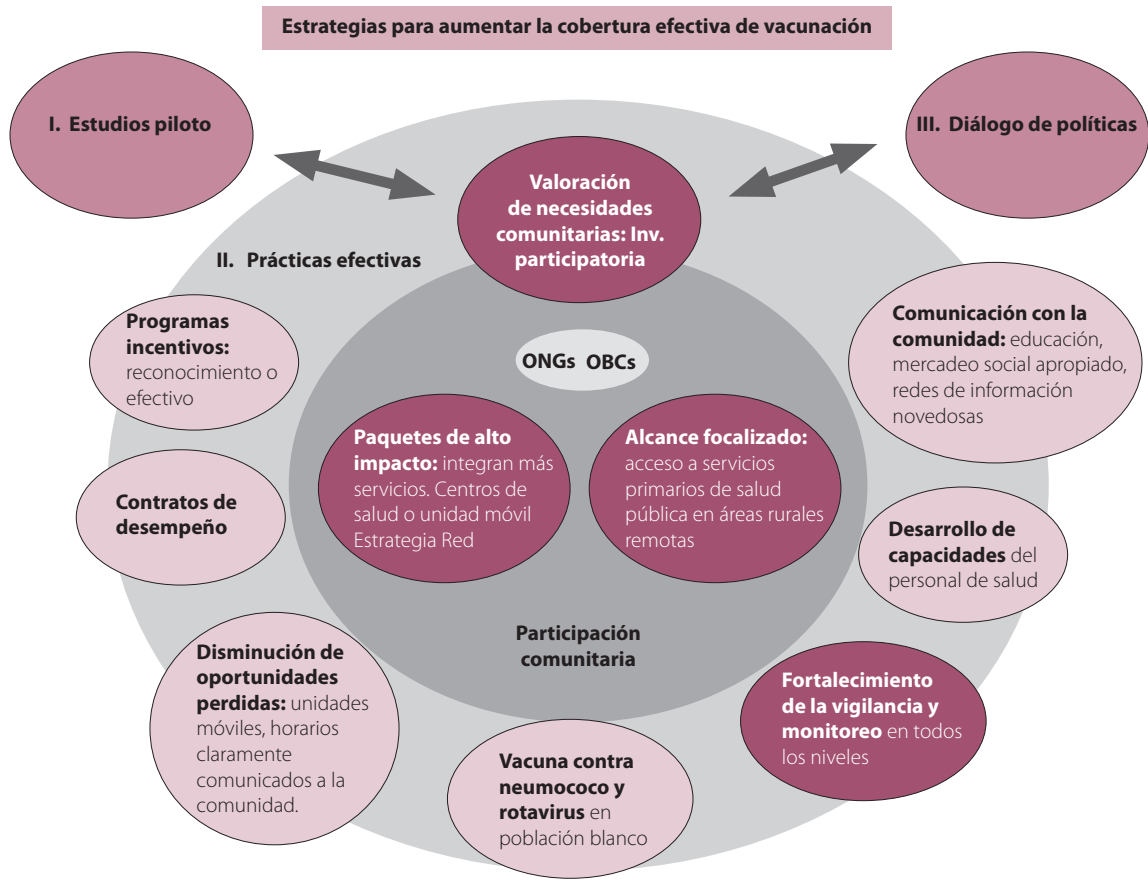 Estrategias para aumentar la cobertura efectiva de vacunación
I. Estudios piloto
III. Diálogo de políticas
Valoración
de necesidades
comunitarias: Inv.
participatoria
II. Prácticas efectivas
Programas
incentivos:
reconocimiento o
efectivo
Comunicación con la
comunidad: educación,
mercadeo social apropiado,
redes de información
novedosas
ONGs OBCs
Paquetes de alto
impacto: integran más
servicios. Centros de
salud o unidad móvil
Estrategia Red
Alcance focalizado:
acceso a servicios
primarios de salud
pública en áreas rurales
remotas
Contratos de
desempeño
Desarrollo de
capacidades del
personal de salud
Participación
comunitaria
Disminución de
oportunidades
perdidas: unidades
móviles, horarios
claramente
comunicados a la
comunidad.
Fortalecimiento
de la vigilancia y
monitoreo en todos
los niveles
Vacuna contra
neumococo y
rotavirus en
población blanco